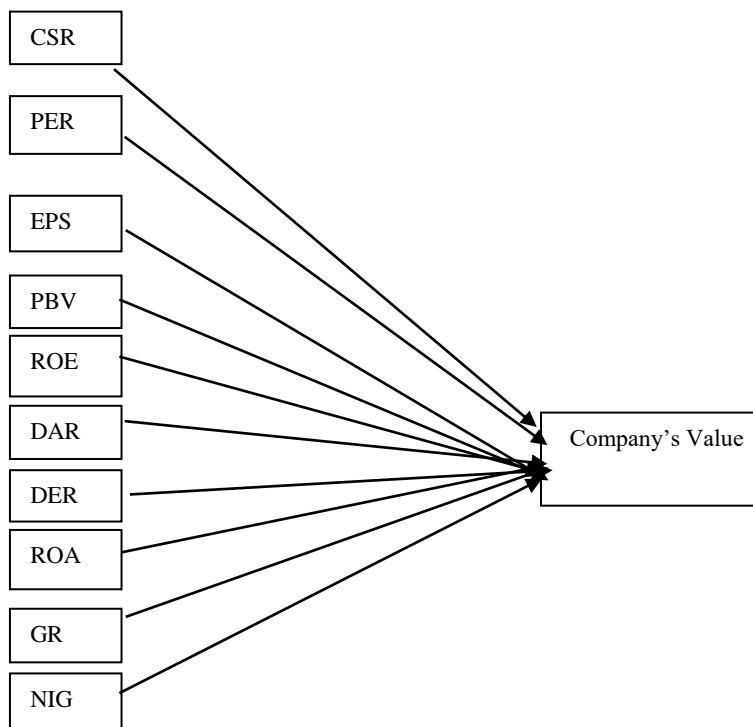 CSR
PER
EPS
PBV
ROE
DAR
DER
ROA
GR
NIG
Company’s Value